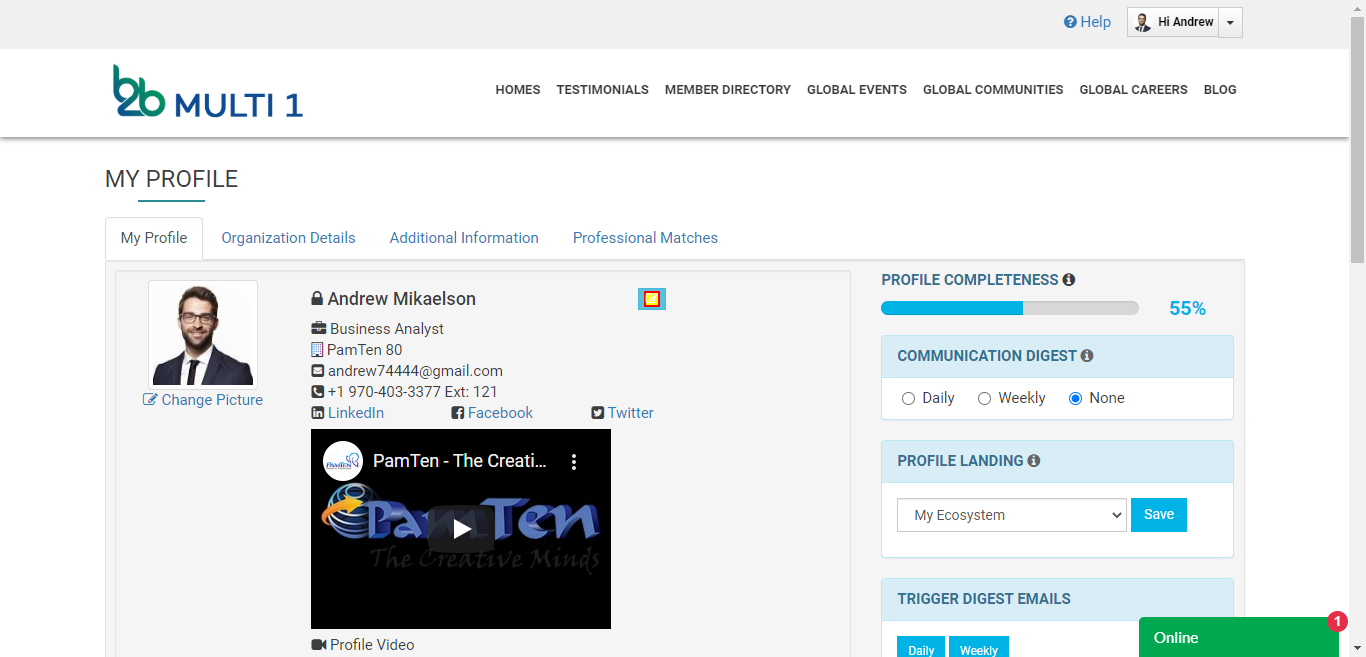 Help
Hi Andrew
b2b MULTI 1
HOMES TESTIMONIALS MEMBER DIRECTORY GLOBAL EVENTS GLOBAL COMMUNITIES GLOBAL CAREERS BLOG
MY PROFILE
My Profile Organization Details Additional Information Professional Matches
Andrew Mikaelson
Business Analyst
PamTen 80
andrew74444@gmail.com
+1 970-403-3377 Ext: 121
LinkedIn Facebook Twitter
Change Picture
PamTen
PamTen - The Creati...
PamTen
The Creative Minds
Profile Video
PROFILE COMPLETENESS
55%
COMMUNICATION DIGEST
Daily Weekly None
PROFILE LANDING
My Ecosystem Save
TRIGGER DIGEST EMAILS
Daily Weekly
Online 1